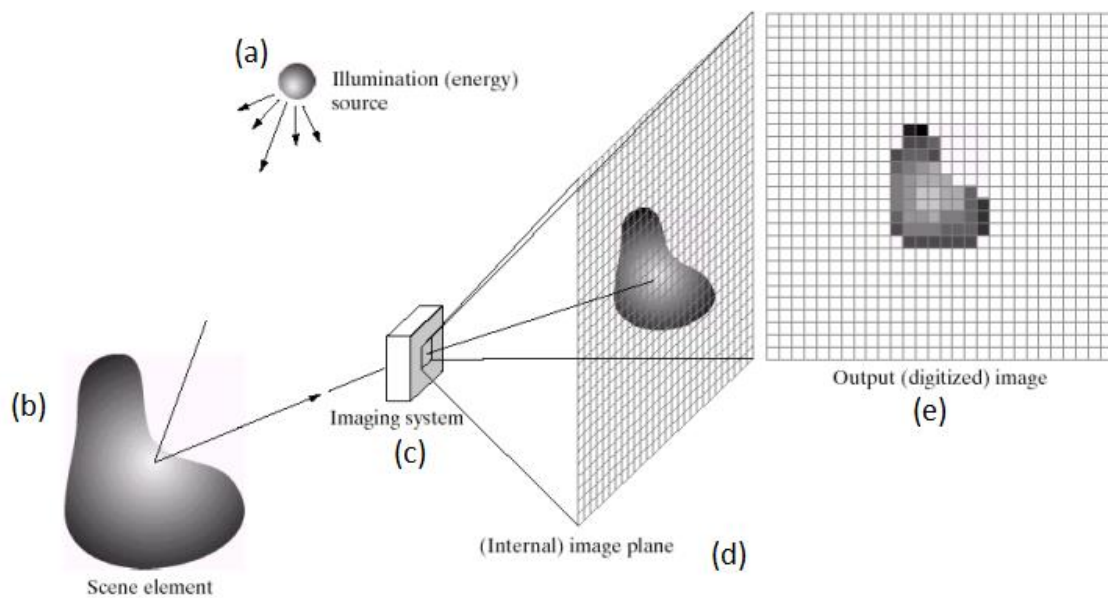 (a)
Illumination (energy)
source
(b)
Scene element
Imaging system
(c)
(Internal) image plane
(d)
Output (digitized) image
(e)